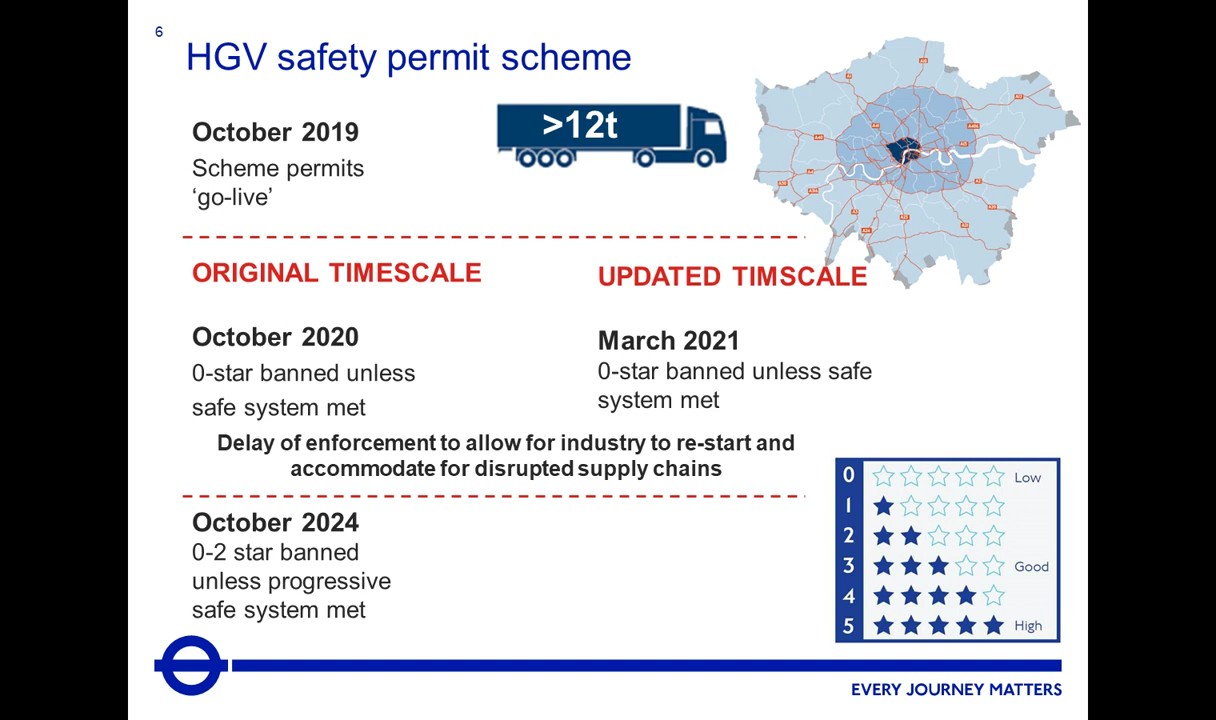 6
HGV safety permit scheme
October 2019
Scheme permits
‘go-live’
>12t
ORIGINAL TIMESCALE
UPDATED TIMSCALE
October 2020
0-star banned unless
safe system met
March 2021
0-star banned unless safe
system met
Delay of enforcement to allow for industry to re-start and
accommodate for disrupted supply chains
October 2024
0-2 star banned
unless progressive
safe system met
0 Low
1
2
3 Good
4
5 High
EVERY JOURNEY MATTERS